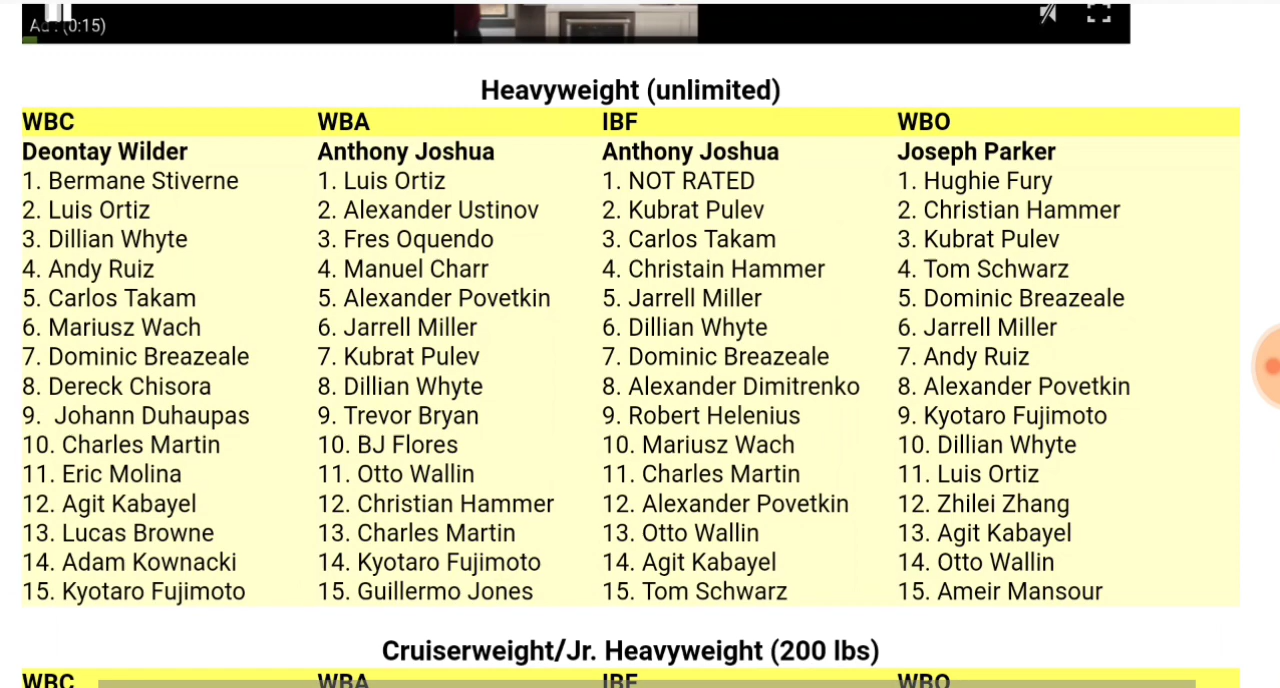 Ad : (0:15)
Heavyweight (unlimited)
WBC WBA IBF WBO
Deontay Wilder Anthony Joshua Anthony Joshua Joseph Parker
1. Bermane Stiverne 1. Luis Ortiz 1. NOT RATED 1. Hughie Fury
2. Luis Ortiz 2. Alexander Ustinov 2. Kubrat Pulev 2. Christian Hammer
3. Dillian Whyte 3. Fres Oquendo 3. Carlos Takam 3. Kubrat Pulev
4. Andy Ruiz 4. Manuel Charr 4. Christain Hammer 4. Tom Schwarz
5. Carlos Takam 5. Alexander Povetkin 5. Jarrell Miller 5. Dominic Breazeale
6. Mariusz Wach 6. Jarrell Miller 6. Dillian Whyte 6. Jarrell Miller
7. Dominic Breazeale 7. Kubrat Pulev 7. Dominic Breazeale 7. Andy Ruiz
8. Dereck Chisora 8. Dillian Whyte 8. Alexander Dimitrenko 8. Alexander Povetkin
9. Johann Duhaupas 9. Trevor Bryan 9. Robert Helenius 9. Kyotaro Fujimoto
10. Charles Martin 10. BJ Flores 10. Mariusz Wach 10. Dillian Whyte
11. Eric Molina 11. Otto Wallin 11. Charles Martin 11. Luis Ortiz
12. Agit Kabayel 12. Christian Hammer 12. Alexander Povetkin 12. Zhilei Zhang
13. Lucas Browne 13. Charles Martin 13. Otto Wallin 13. Agit Kabayel
14. Adam Kownacki 14. Kyotaro Fujimoto 14. Agit Kabayel 14. Otto Wallin
15. Kyotaro Fujimoto 15. Guillermo Jones 15. Tom Schwarz 15. Ameir Mansour
Cruiserweight/Jr. Heavyweight (200 lbs)
WBC WBA IBF WBO